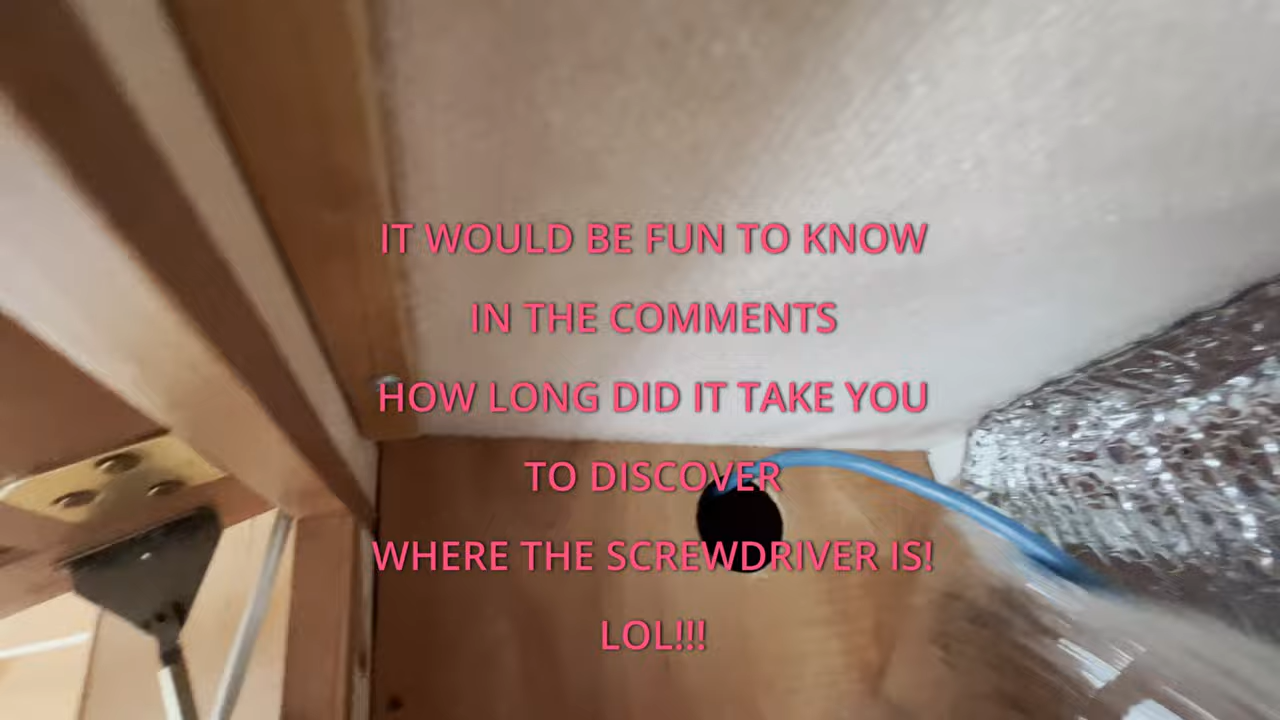 IT WOULD BE FUN TO KNOW
IN THE COMMENTS
HOW LONG DID IT TAKE YOU
TO DISCOVER
WHERE THE SCREWDRIVER IS!
LOL!!!